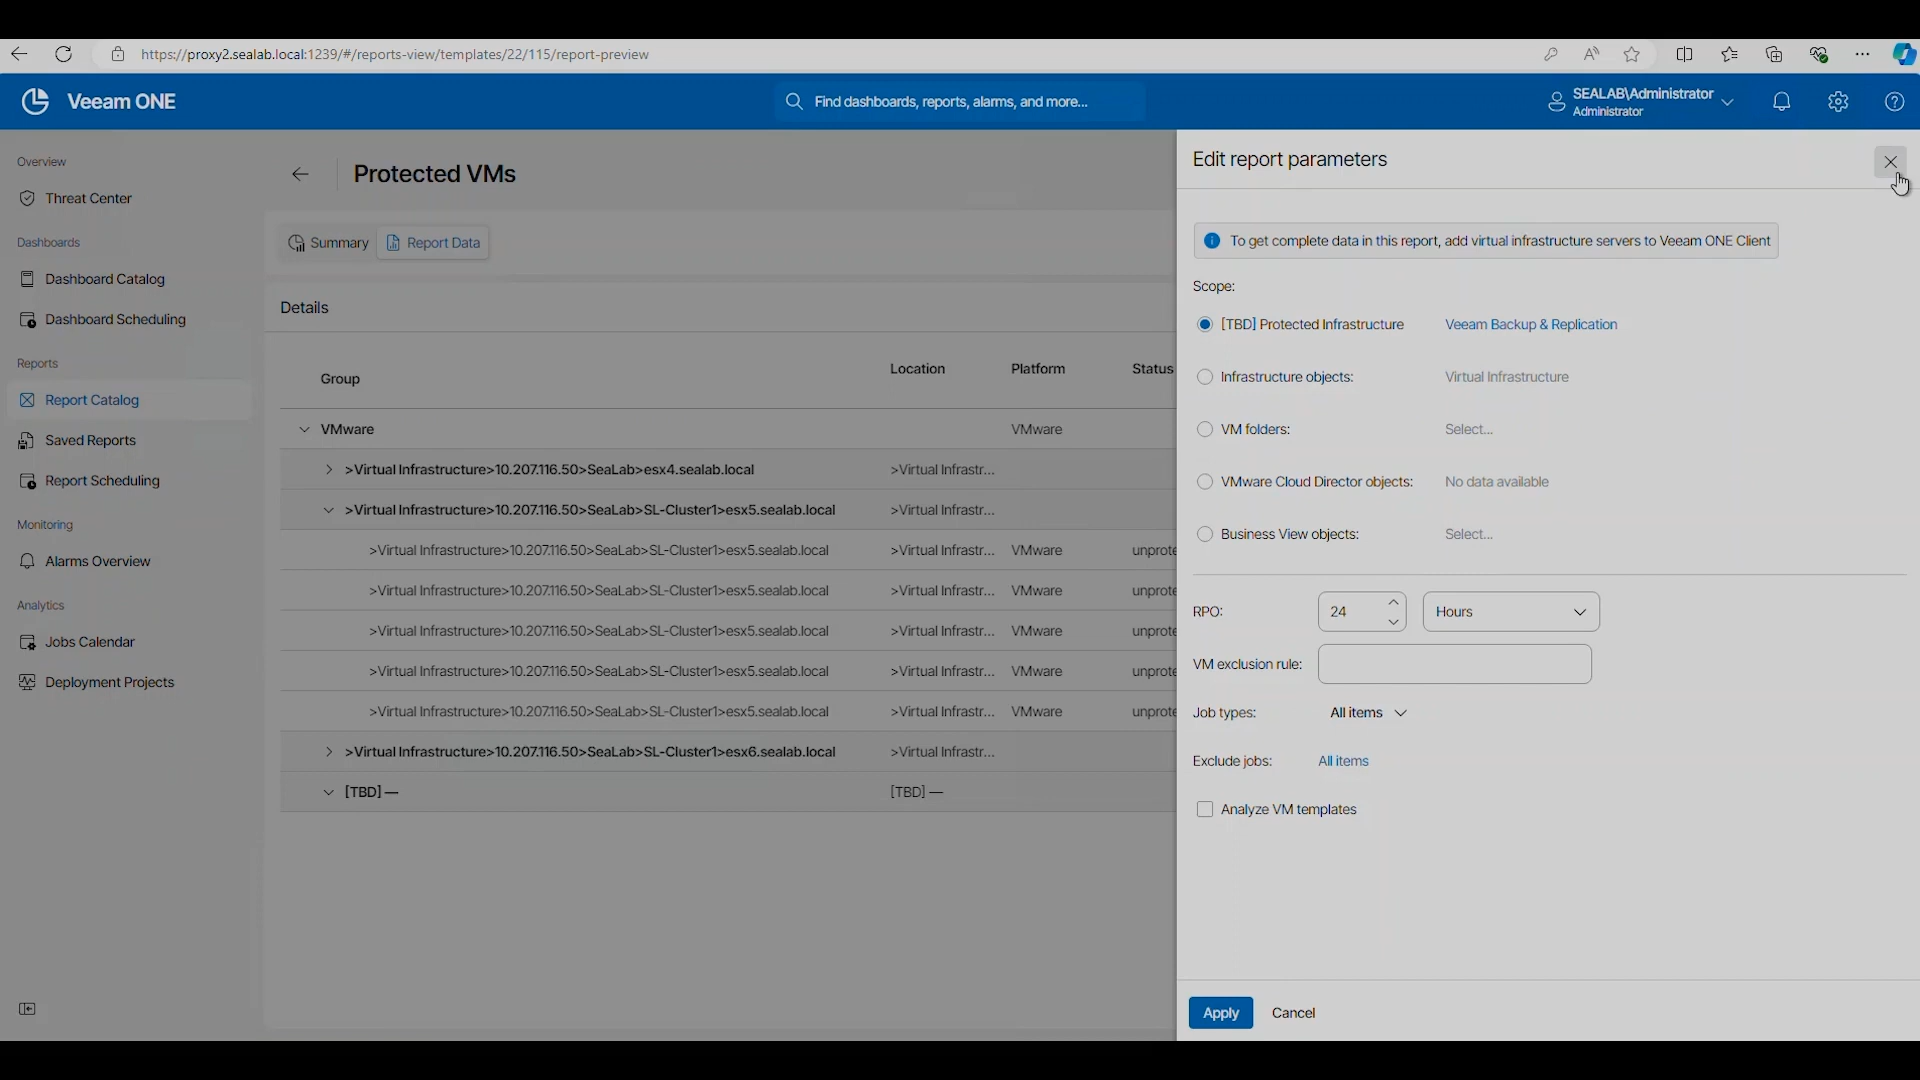 https://proxy2.sealab.local:1239/#/reports-view/templates/22/115/report-preview
Veeam ONE
Find dashboards, reports, alarms, and more...
SEALAB\Administrator
Administrator
Overview
Threat Center
Dashboards
Dashboard Catalog
Dashboard Scheduling
Reports
Report Catalog
Saved Reports
Report Scheduling
Monitoring
Alarms Overview
Analytics
Jobs Calendar
Deployment Projects
Protected VMs
Summary Report Data
Details
Group Location Platform Status
VMware VMware
>Virtual Infrastructure>10.207.116.50>SeaLab>esx4.sealab.local >Virtual Infrastr...
>Virtual Infrastructure>10.207.116.50>SeaLab>SL-Cluster1>esx5.sealab.local >Virtual Infrastr...
>Virtual Infrastructure>10.207.116.50>SeaLab>SL-Cluster1>esx5.sealab.local >Virtual Infrastr... VMware unprote
>Virtual Infrastructure>10.207.116.50>SeaLab>SL-Cluster1>esx5.sealab.local >Virtual Infrastr... VMware unprote
>Virtual Infrastructure>10.207.116.50>SeaLab>SL-Cluster1>esx5.sealab.local >Virtual Infrastr... VMware unprote
>Virtual Infrastructure>10.207.116.50>SeaLab>SL-Cluster1>esx5.sealab.local >Virtual Infrastr... VMware unprote
>Virtual Infrastructure>10.207.116.50>SeaLab>SL-Cluster1>esx5.sealab.local >Virtual Infrastr... VMware unprote
>Virtual Infrastructure>10.207.116.50>SeaLab>SL-Cluster1>esx6.sealab.local >Virtual Infrastr...
[TBD] — [TBD] —
Edit report parameters
To get complete data in this report, add virtual infrastructure servers to Veeam ONE Client
Scope:
[TBD] Protected Infrastructure Veeam Backup & Replication
Infrastructure objects: Virtual Infrastructure
VM folders: Select...
VMware Cloud Director objects: No data available
Business View objects: Select...
RPO: 24 Hours
VM exclusion rule:
Job types: All items
Exclude jobs: All items
Analyze VM templates
Apply Cancel